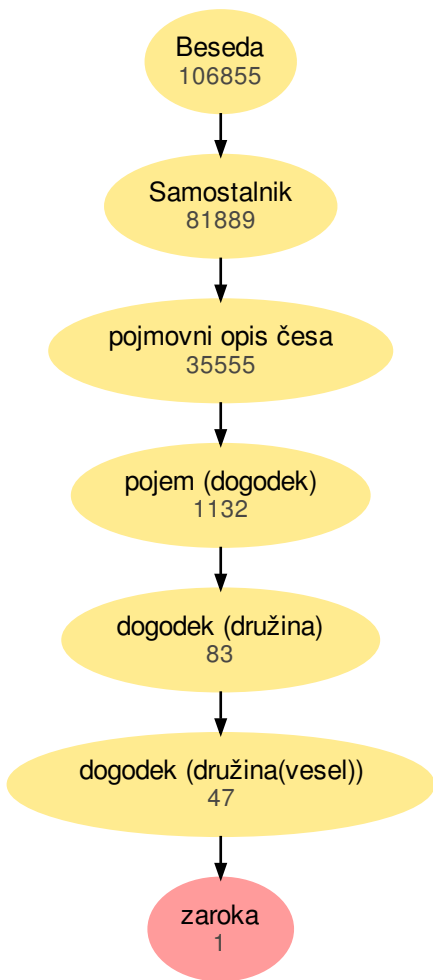 Beseda
106855
Samostalnik
81889
pojmovni opis česa
35555
pojem (dogodek)
1132
dogodek (družina)
83
dogodek (družina(vesel))
47
zaroka
1